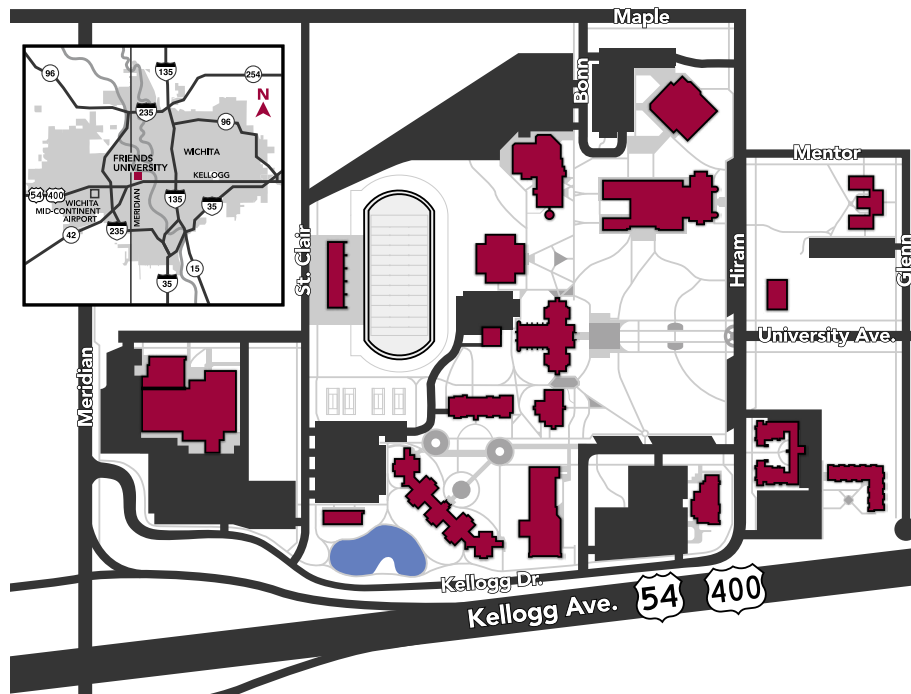 Maple
96
135
254
N
235
96
WICHITA
FRIENDS
UNIVERSITY
KELLOGG
54
400
WICHITA
MID-CONTINENT
AIRPORT
MERIDIAN
135
35
42
235
15
35
Bonn
Mentor
St. Clair
Hiram
Glenn
University Ave.
Meridian
Kellogg Dr.
Kellogg Ave.
54
400